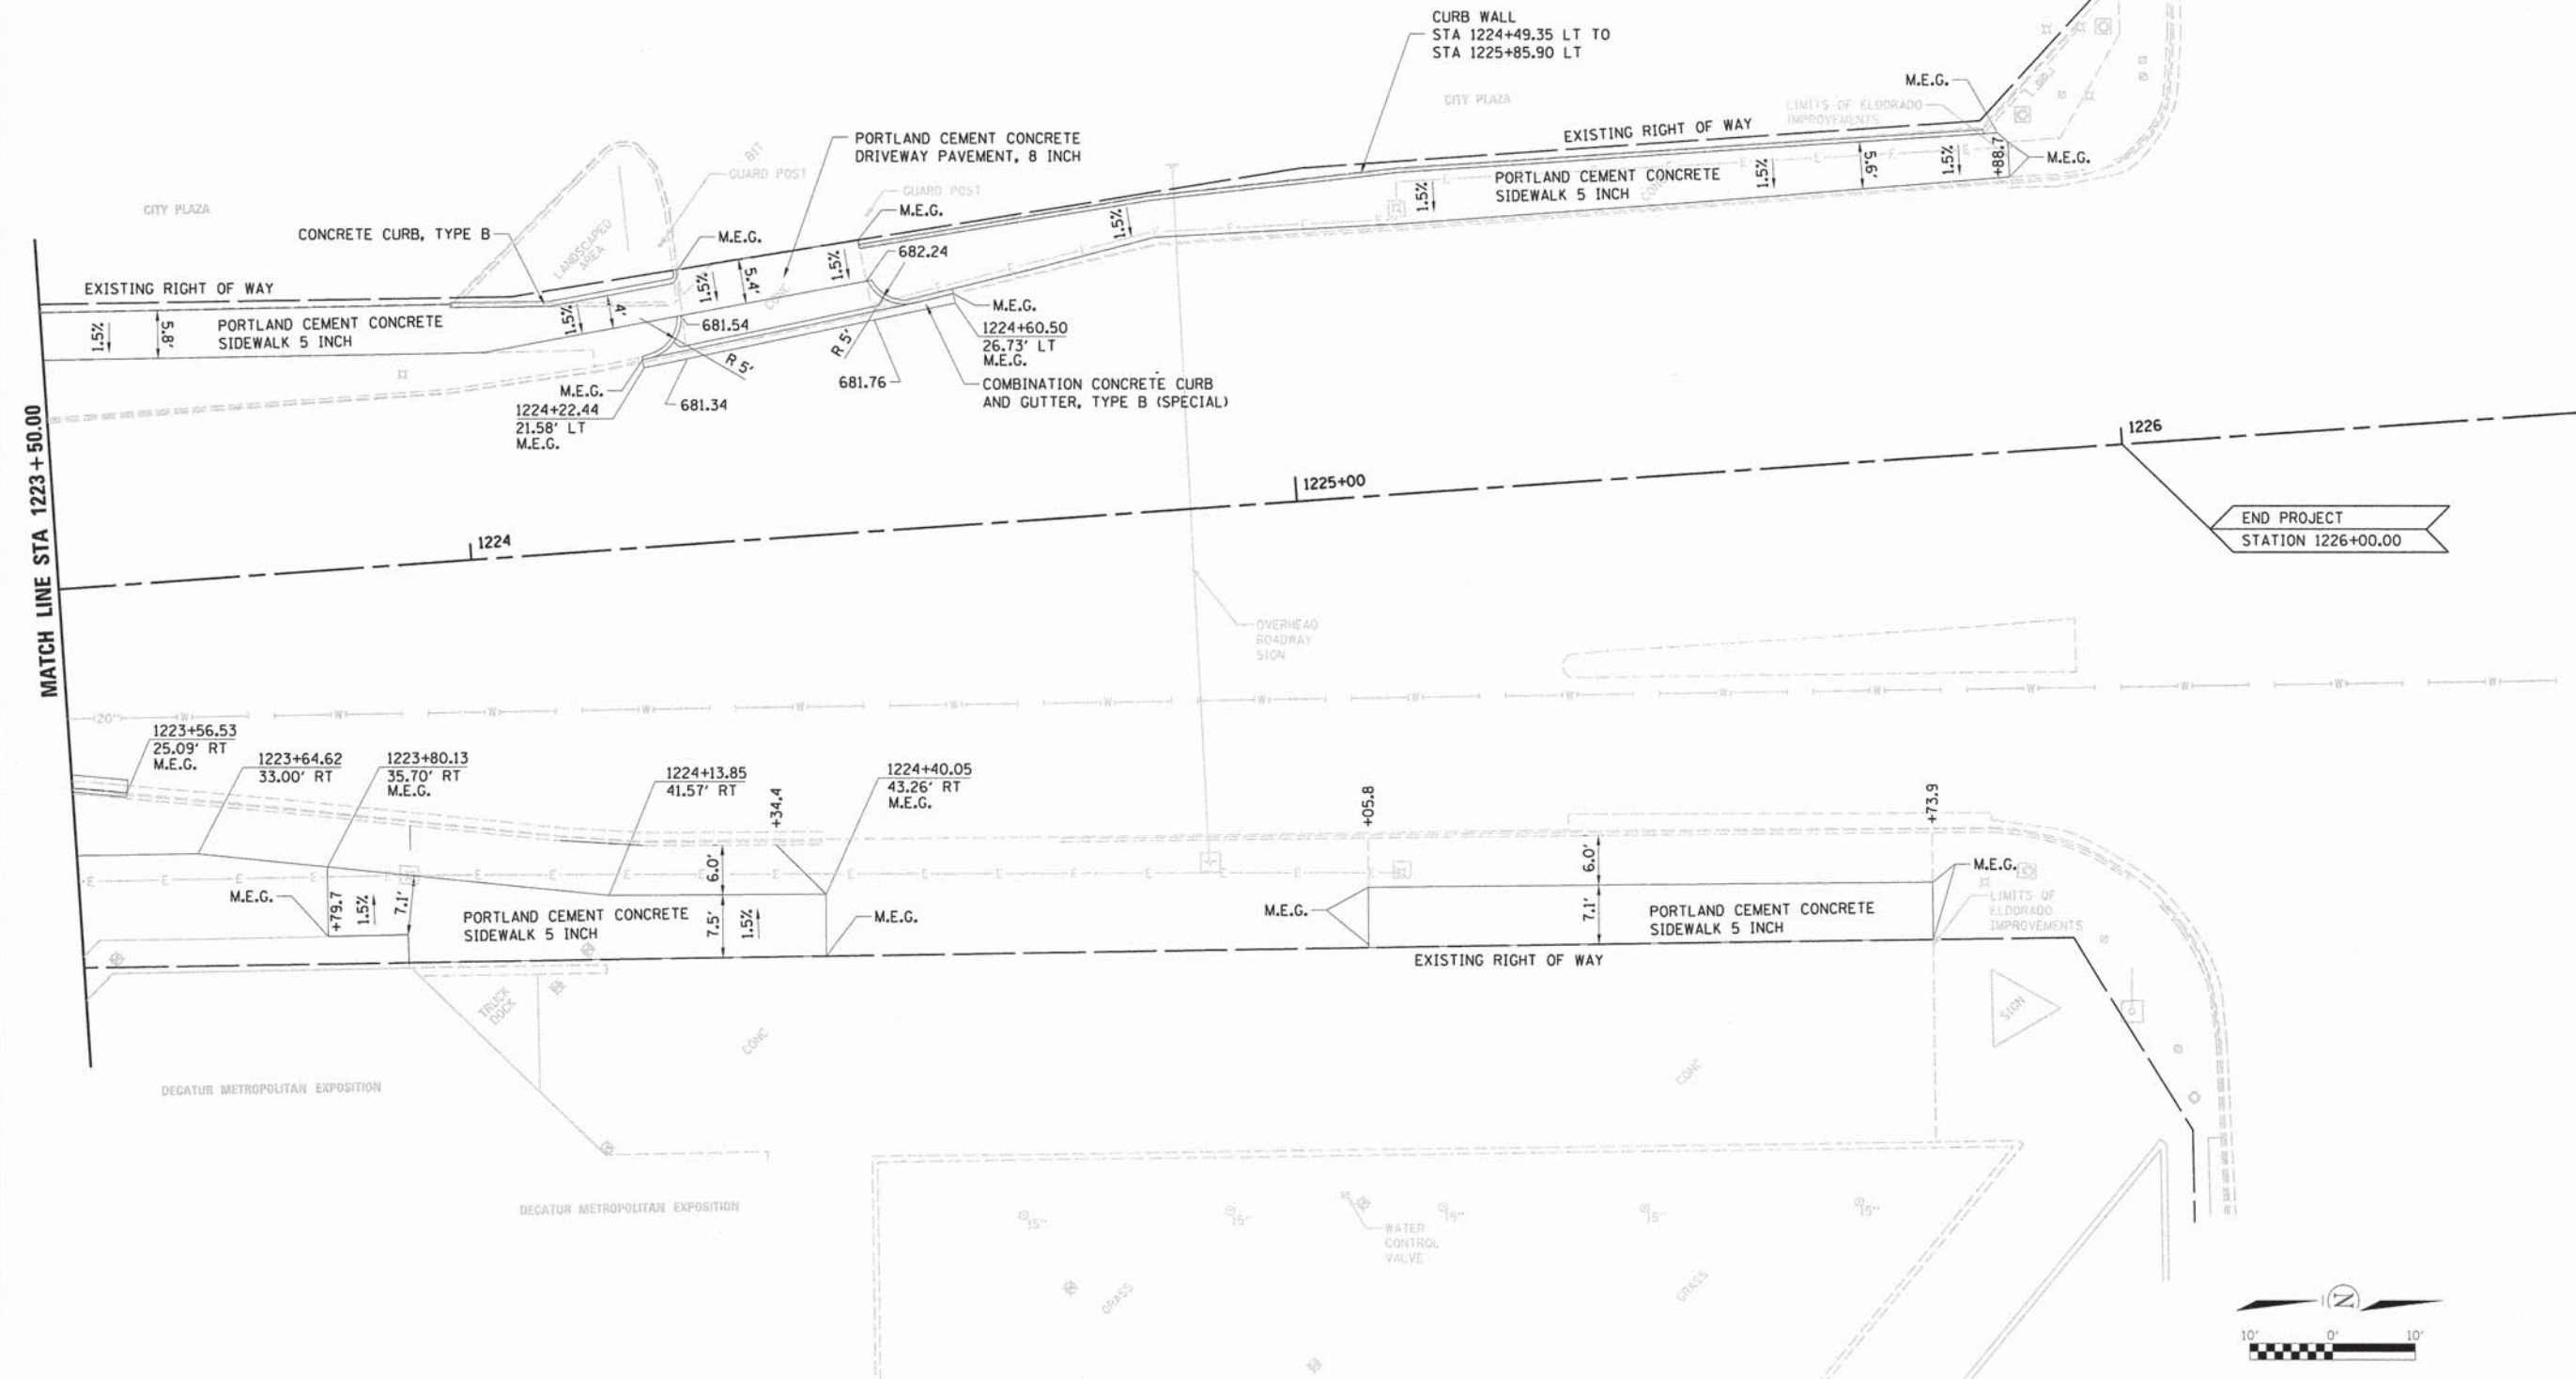 CURB WALL
STA 1224+49.35 LT TO
STA 1225+85.90 LT
M.E.G.
CITY PLAZA
LIMITS OF ELDORADO
IMPROVEMENTS
EXISTING RIGHT OF WAY
PORTLAND CEMENT CONCRETE
DRIVEWAY PAVEMENT, 8 INCH
BIT
GUARD POST
GUARD POST
M.E.G.
+88.7
M.E.G.
1.5%
5.6'
1.5%
PORTLAND CEMENT CONCRETE
SIDEWALK 5 INCH
CONC
1.5%
1.5%
CITY PLAZA
CONCRETE CURB, TYPE B
LANDSCAPED
AREA
M.E.G.
682.24
1.5%
5.4'
1.5%
CONC
EXISTING RIGHT OF WAY
1.5%
5.8'
PORTLAND CEMENT CONCRETE
SIDEWALK 5 INCH
1.5%
4'
681.54
R 5'
R 5'
M.E.G.
1224+60.50
26.73' LT
M.E.G.
681.76
COMBINATION CONCRETE CURB
AND GUTTER, TYPE B (SPECIAL)
M.E.G.
1224+22.44
21.58' LT
M.E.G.
681.34
MATCH LINE STA 1223+50.00
1224
1225+00
1226
END PROJECT
STATION 1226+00.00
OVERHEAD
ROADWAY
SIGN
20"
W W W W W W W W W W W W W W W W
1223+56.53
25.09' RT
M.E.G.
1223+64.62
33.00' RT
1223+80.13
35.70' RT
M.E.G.
1224+13.85
41.57' RT
+34.4
1224+40.05
43.26' RT
M.E.G.
+05.8
+73.9
E E E E E E E E E E E E E E E E
M.E.G.
+79.7
1.5%
7.1'
PORTLAND CEMENT CONCRETE
SIDEWALK 5 INCH
6.0'
7.5'
1.5%
M.E.G.
M.E.G.
6.0'
7.1'
PORTLAND CEMENT CONCRETE
SIDEWALK 5 INCH
M.E.G.
LIMITS OF
ELDORADO
IMPROVEMENTS
EXISTING RIGHT OF WAY
TRUCK
DOCK
CONC
CONC
SIGN
DECATUR METROPOLITAN EXPOSITION
DECATUR METROPOLITAN EXPOSITION
15"
15"
15"
15"
15"
WATER
CONTROL
VALVE
GRASS
GRASS
N
10' 0' 10'